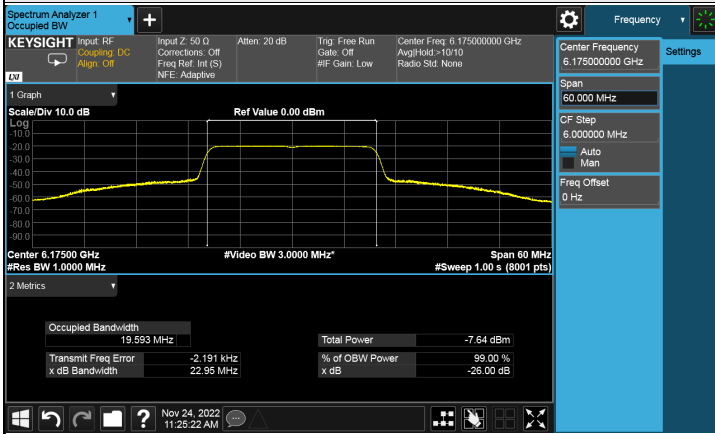 Spectrum Analyzer 1
Occupied BW
+
Frequency
KEYSIGHT
Input: RF
Coupling: DC
Align: Off
Input Z: 50 Ω
Corrections: Off
Freq Ref: Int (S)
NFE: Adaptive
Atten: 20 dB
Trig: Free Run
Gate: Off
#IF Gain: Low
Center Freq: 6.175000000 GHz
Avg|Hold:>10/10
Radio Std: None
LXI
Center Frequency
6.175000000 GHz
Settings
Span
60.000 MHz
CF Step
6.000000 MHz
Auto
Man
Freq Offset
0 Hz
1 Graph
Scale/Div 10.0 dB
Ref Value 0.00 dBm
Log
-10.0
-20.0
-30.0
-40.0
-50.0
-60.0
-70.0
-80.0
-90.0
Center 6.17500 GHz
#Video BW 3.0000 MHz*
Span 60 MHz
#Res BW 1.0000 MHz
#Sweep 1.00 s (8001 pts)
2 Metrics
Occupied Bandwidth
19.593 MHz
Total Power -7.64 dBm
Transmit Freq Error -2.191 kHz
% of OBW Power 99.00 %
x dB Bandwidth 22.95 MHz
x dB -26.00 dB
?
Nov 24, 2022
11:25:22 AM